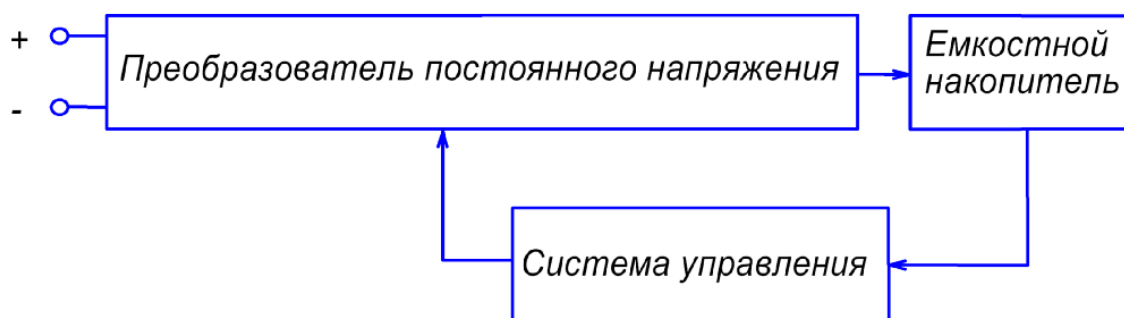 +
-
Преобразователь постоянного напряжения
Емкостной
накопитель
Система управления